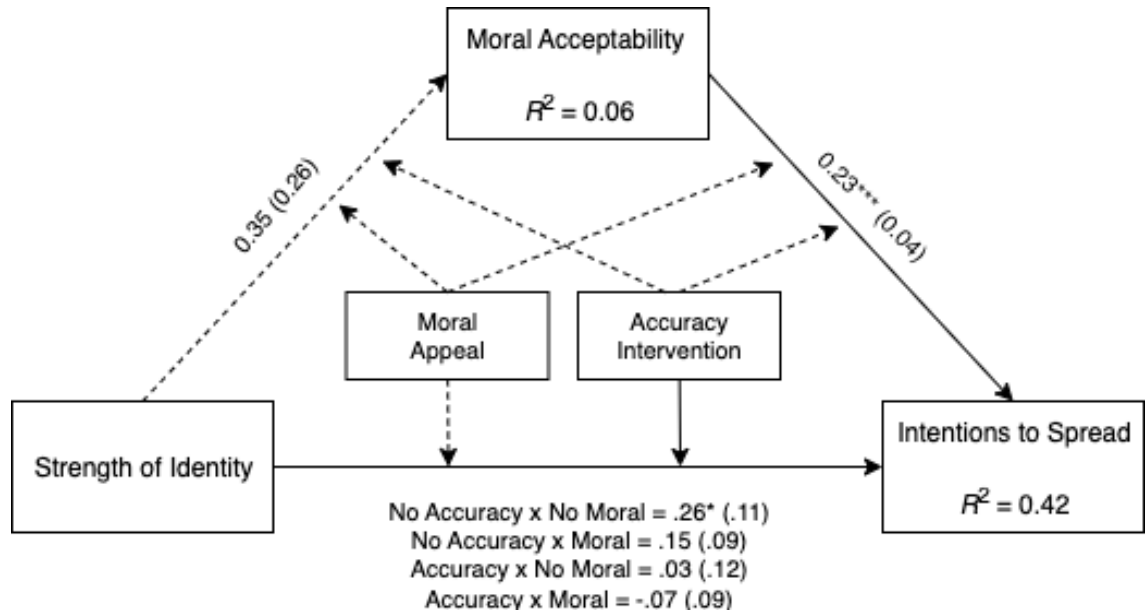 Moral Acceptability
R² = 0.06
0.35 (0.26)
0.23*** (0.04)
Moral
Appeal
Accuracy
Intervention
Strength of Identity
Intentions to Spread
R² = 0.42
No Accuracy x No Moral = .26* (.11)
No Accuracy x Moral = .15 (.09)
Accuracy x No Moral = .03 (.12)
Accuracy x Moral = -.07 (.09)